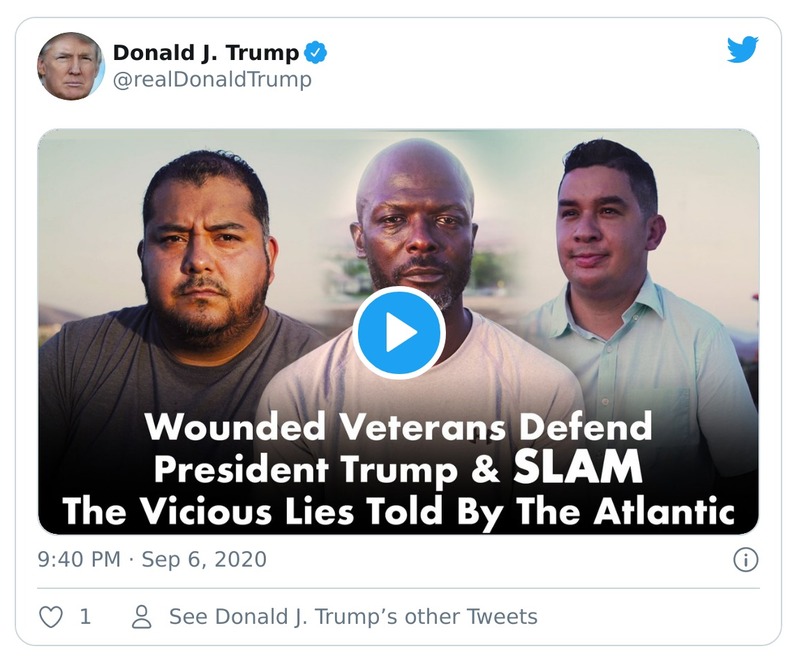 Donald J. Trump
@realDonaldTrump
Wounded Veterans Defend
President Trump & SLAM
The Vicious Lies Told By The Atlantic
9:40 PM · Sep 6, 2020
1
See Donald J. Trump’s other Tweets